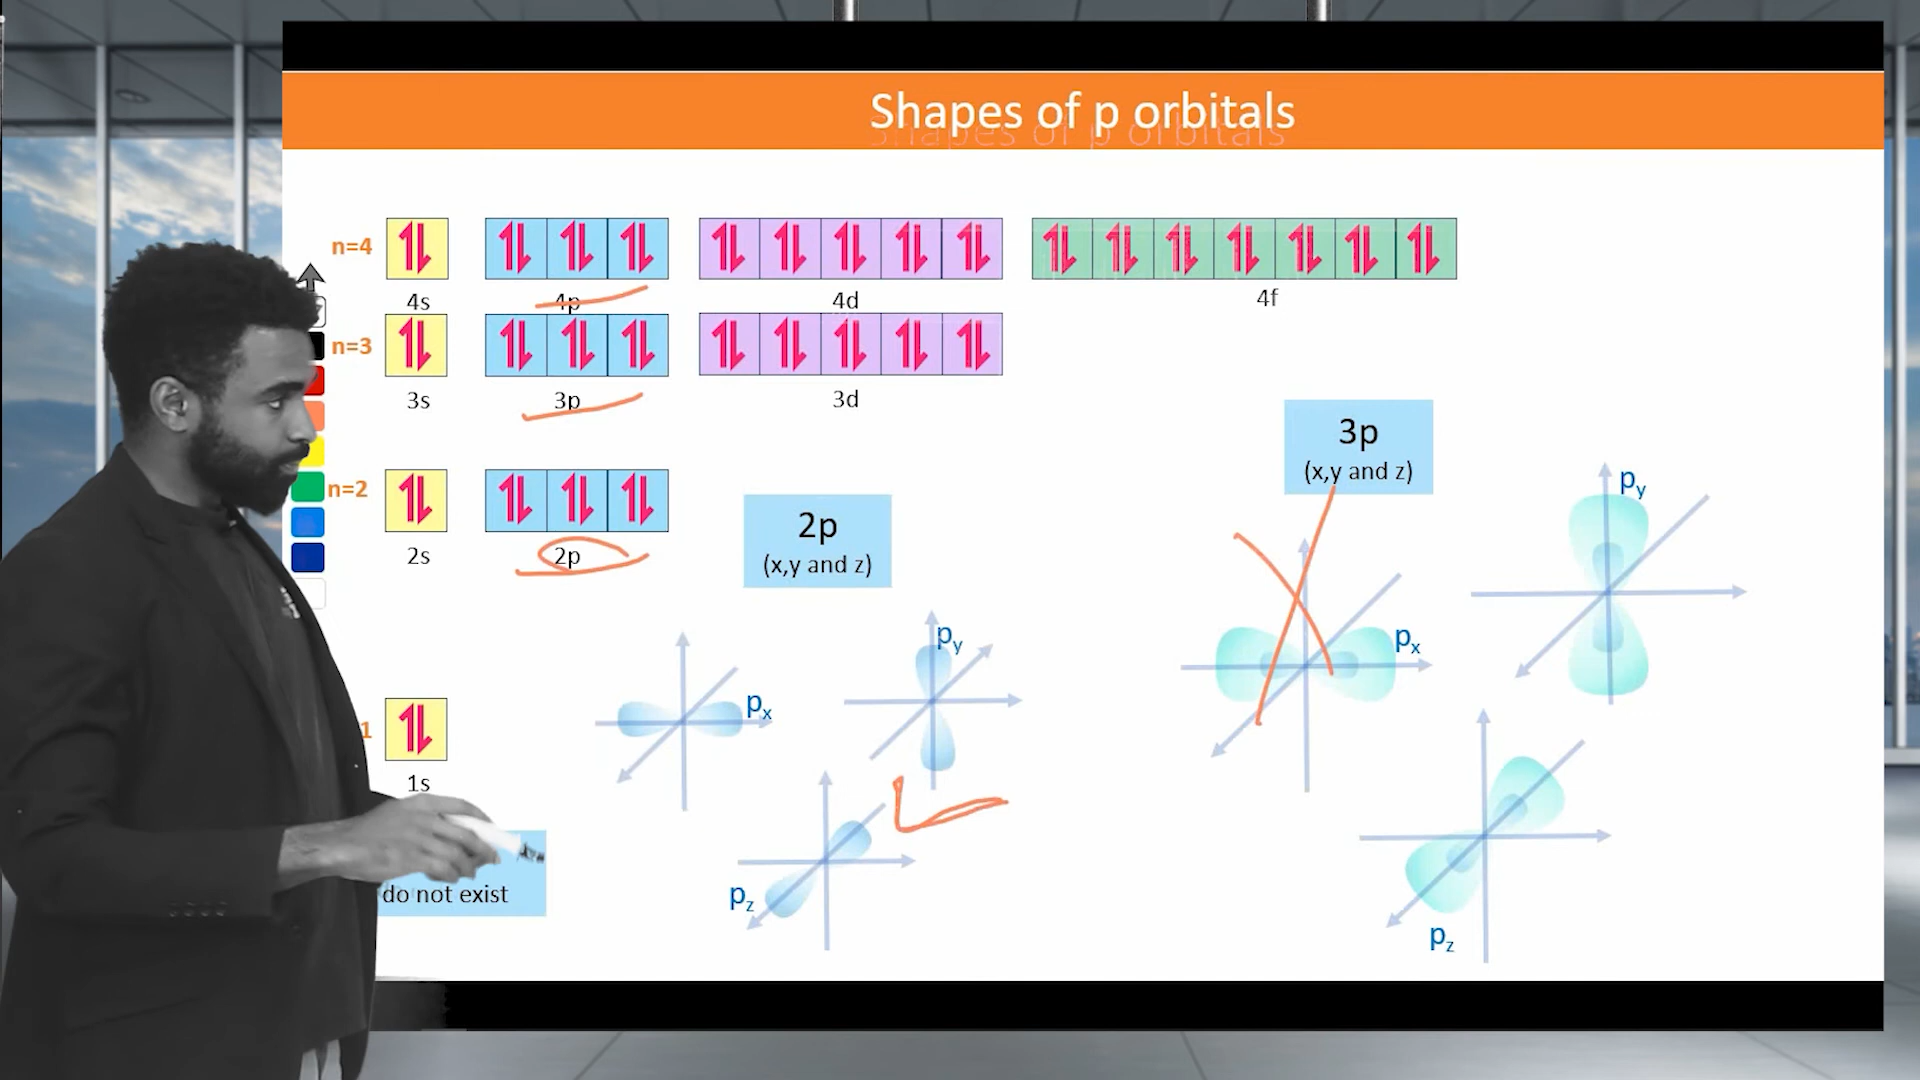 Shapes of p orbitals
n=4
4s
4p
4d
4f
n=3
3s
3p
3d
n=2
2s
2p
2p
(x,y and z)
3p
(x,y and z)
px
py
pz
px
py
pz
1
1s
do not exist